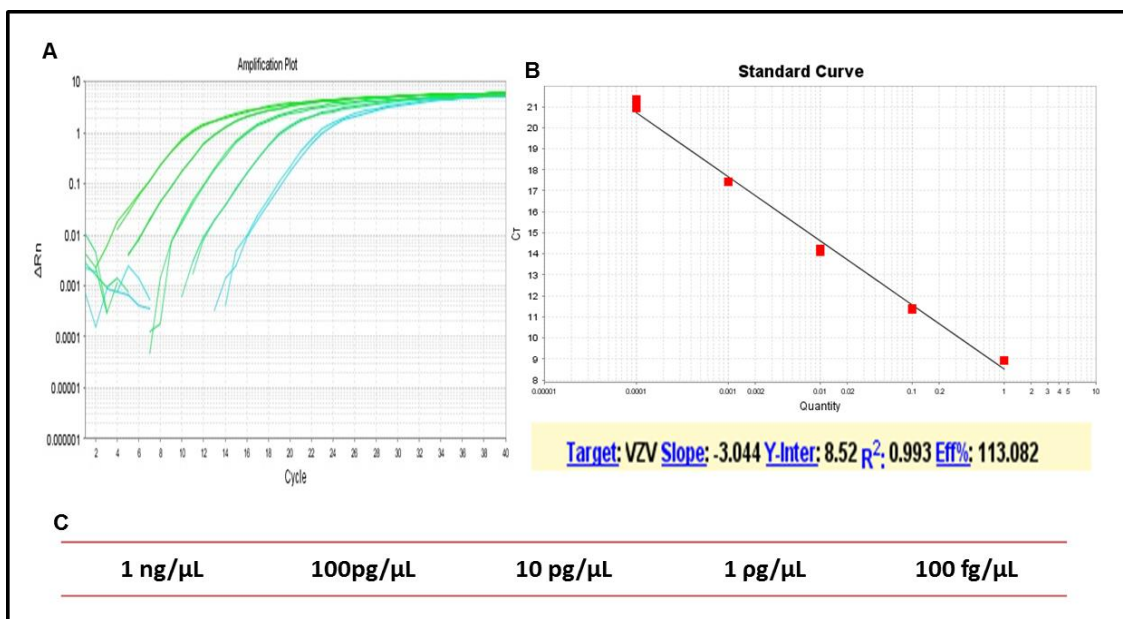 A
Amplification Plot
10
1
0.1
0.01
0.001
0.0001
0.00001
0.000001
ΔRn
2 4 6 8 10 12 14 16 18 20 22 24 26 28 30 32 34 36 38 40
Cycle
B
Standard Curve
21
20
19
18
17
16
15
14
13
12
11
10
9
8
CT
0.00001 0.0001 0.001 0.002 0.01 0.02 0.1 0.2 1 2 3 4 5 10
Quantity
Target: VZV Slope: -3.044 Y-Inter: 8.52 R²: 0.993 Eff%: 113.082
C
1 ng/µL 100pg/µL 10 pg/µL 1 ρg/µL 100 fg/µL